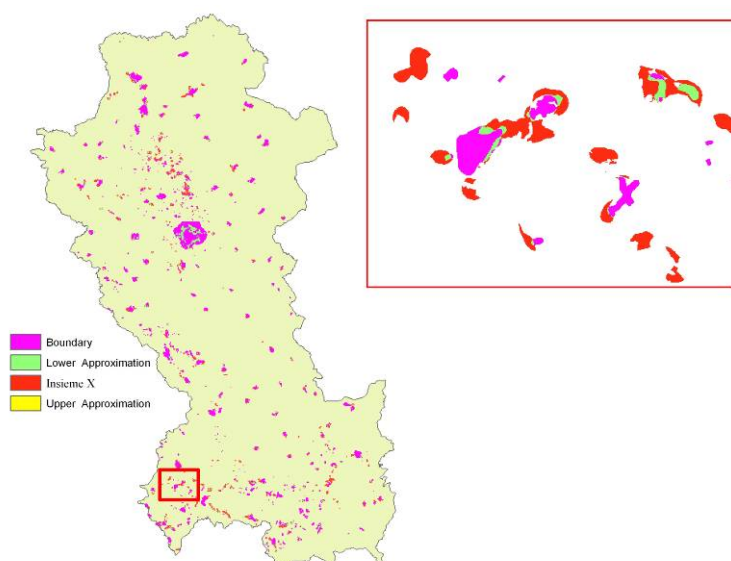 Boundary
Lower Approximation
Insieme X
Upper Approximation